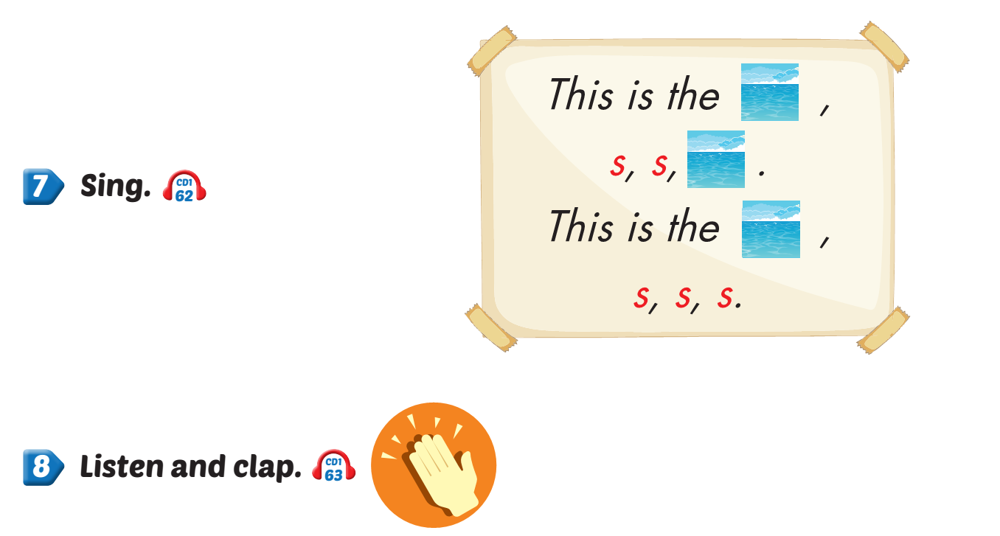 This is the ,
s, s, .
This is the ,
s, s, s.
7 Sing. CD1 62
8 Listen and clap. CD1 63